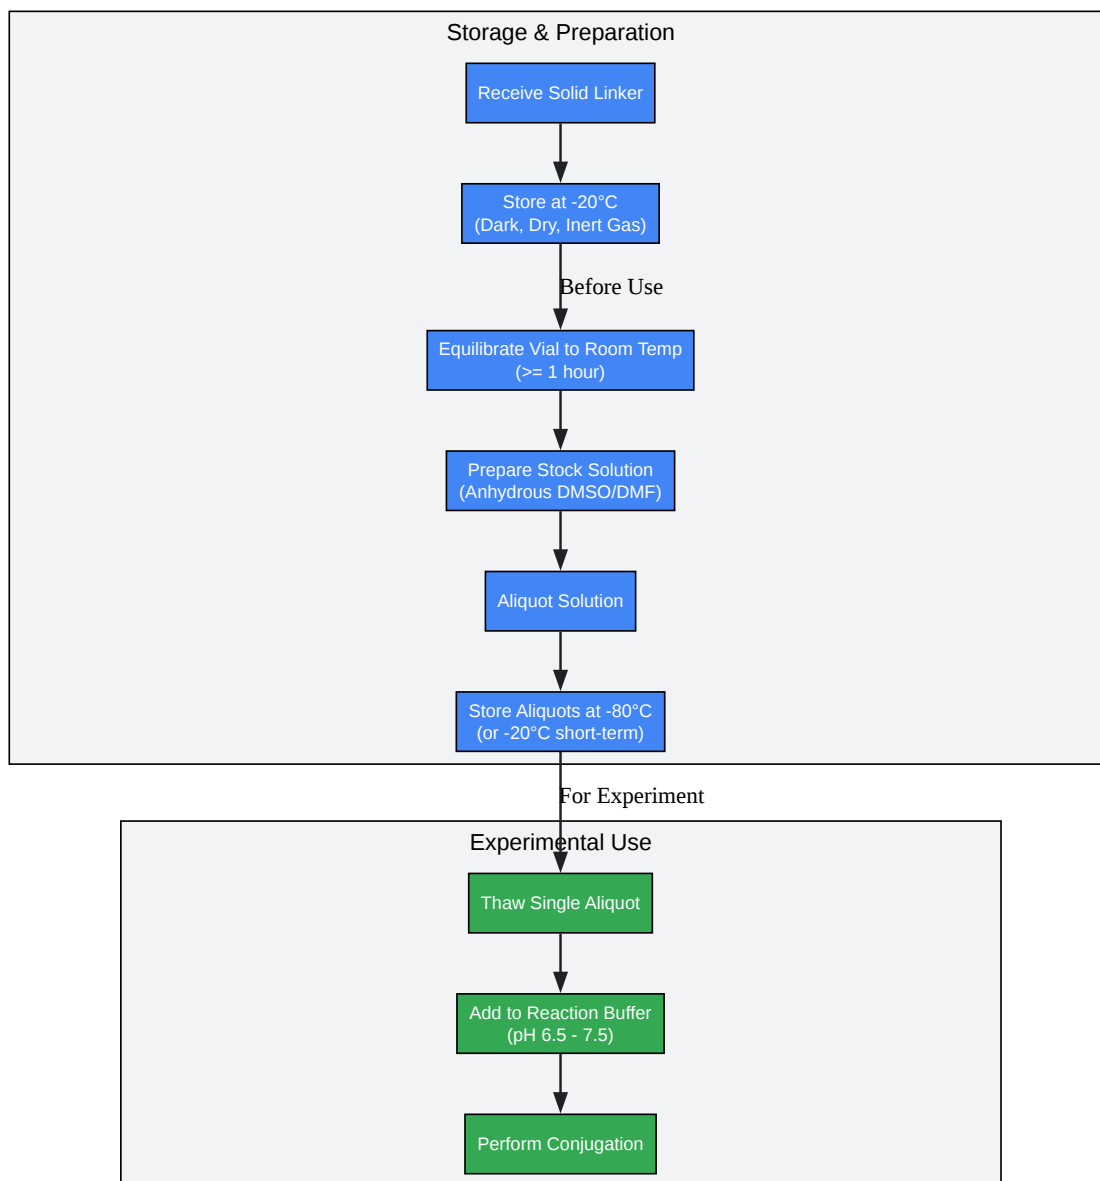 Storage & Preparation
Receive Solid Linker
Store at -20°C
(Dark, Dry, Inert Gas)
Before Use
Equilibrate Vial to Room Temp
(>= 1 hour)
Prepare Stock Solution
(Anhydrous DMSO/DMF)
Aliquot Solution
Store Aliquots at -80°C
(or -20°C short-term)
For Experiment
Experimental Use
Thaw Single Aliquot
Add to Reaction Buffer
(pH 6.5 - 7.5)
Perform Conjugation